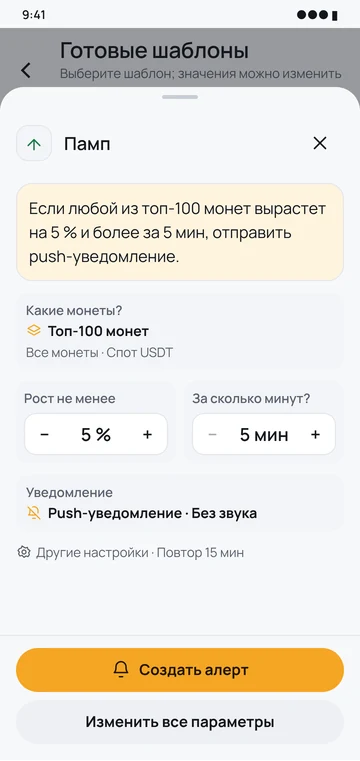 9:41
Готовые шаблоны
Выберите шаблон; значения можно изменить
Памп
Если любой из топ-100 монет вырастет
на 5 % и более за 5 мин, отправить
push-уведомление.
Какие монеты?
Топ-100 монет
Все монеты · Спот USDT
Рост не менее
За сколько минут?
− 5 % +
− 5 мин +
Уведомление
Push-уведомление · Без звука
Другие настройки · Повтор 15 мин
Создать алерт
Изменить все параметры